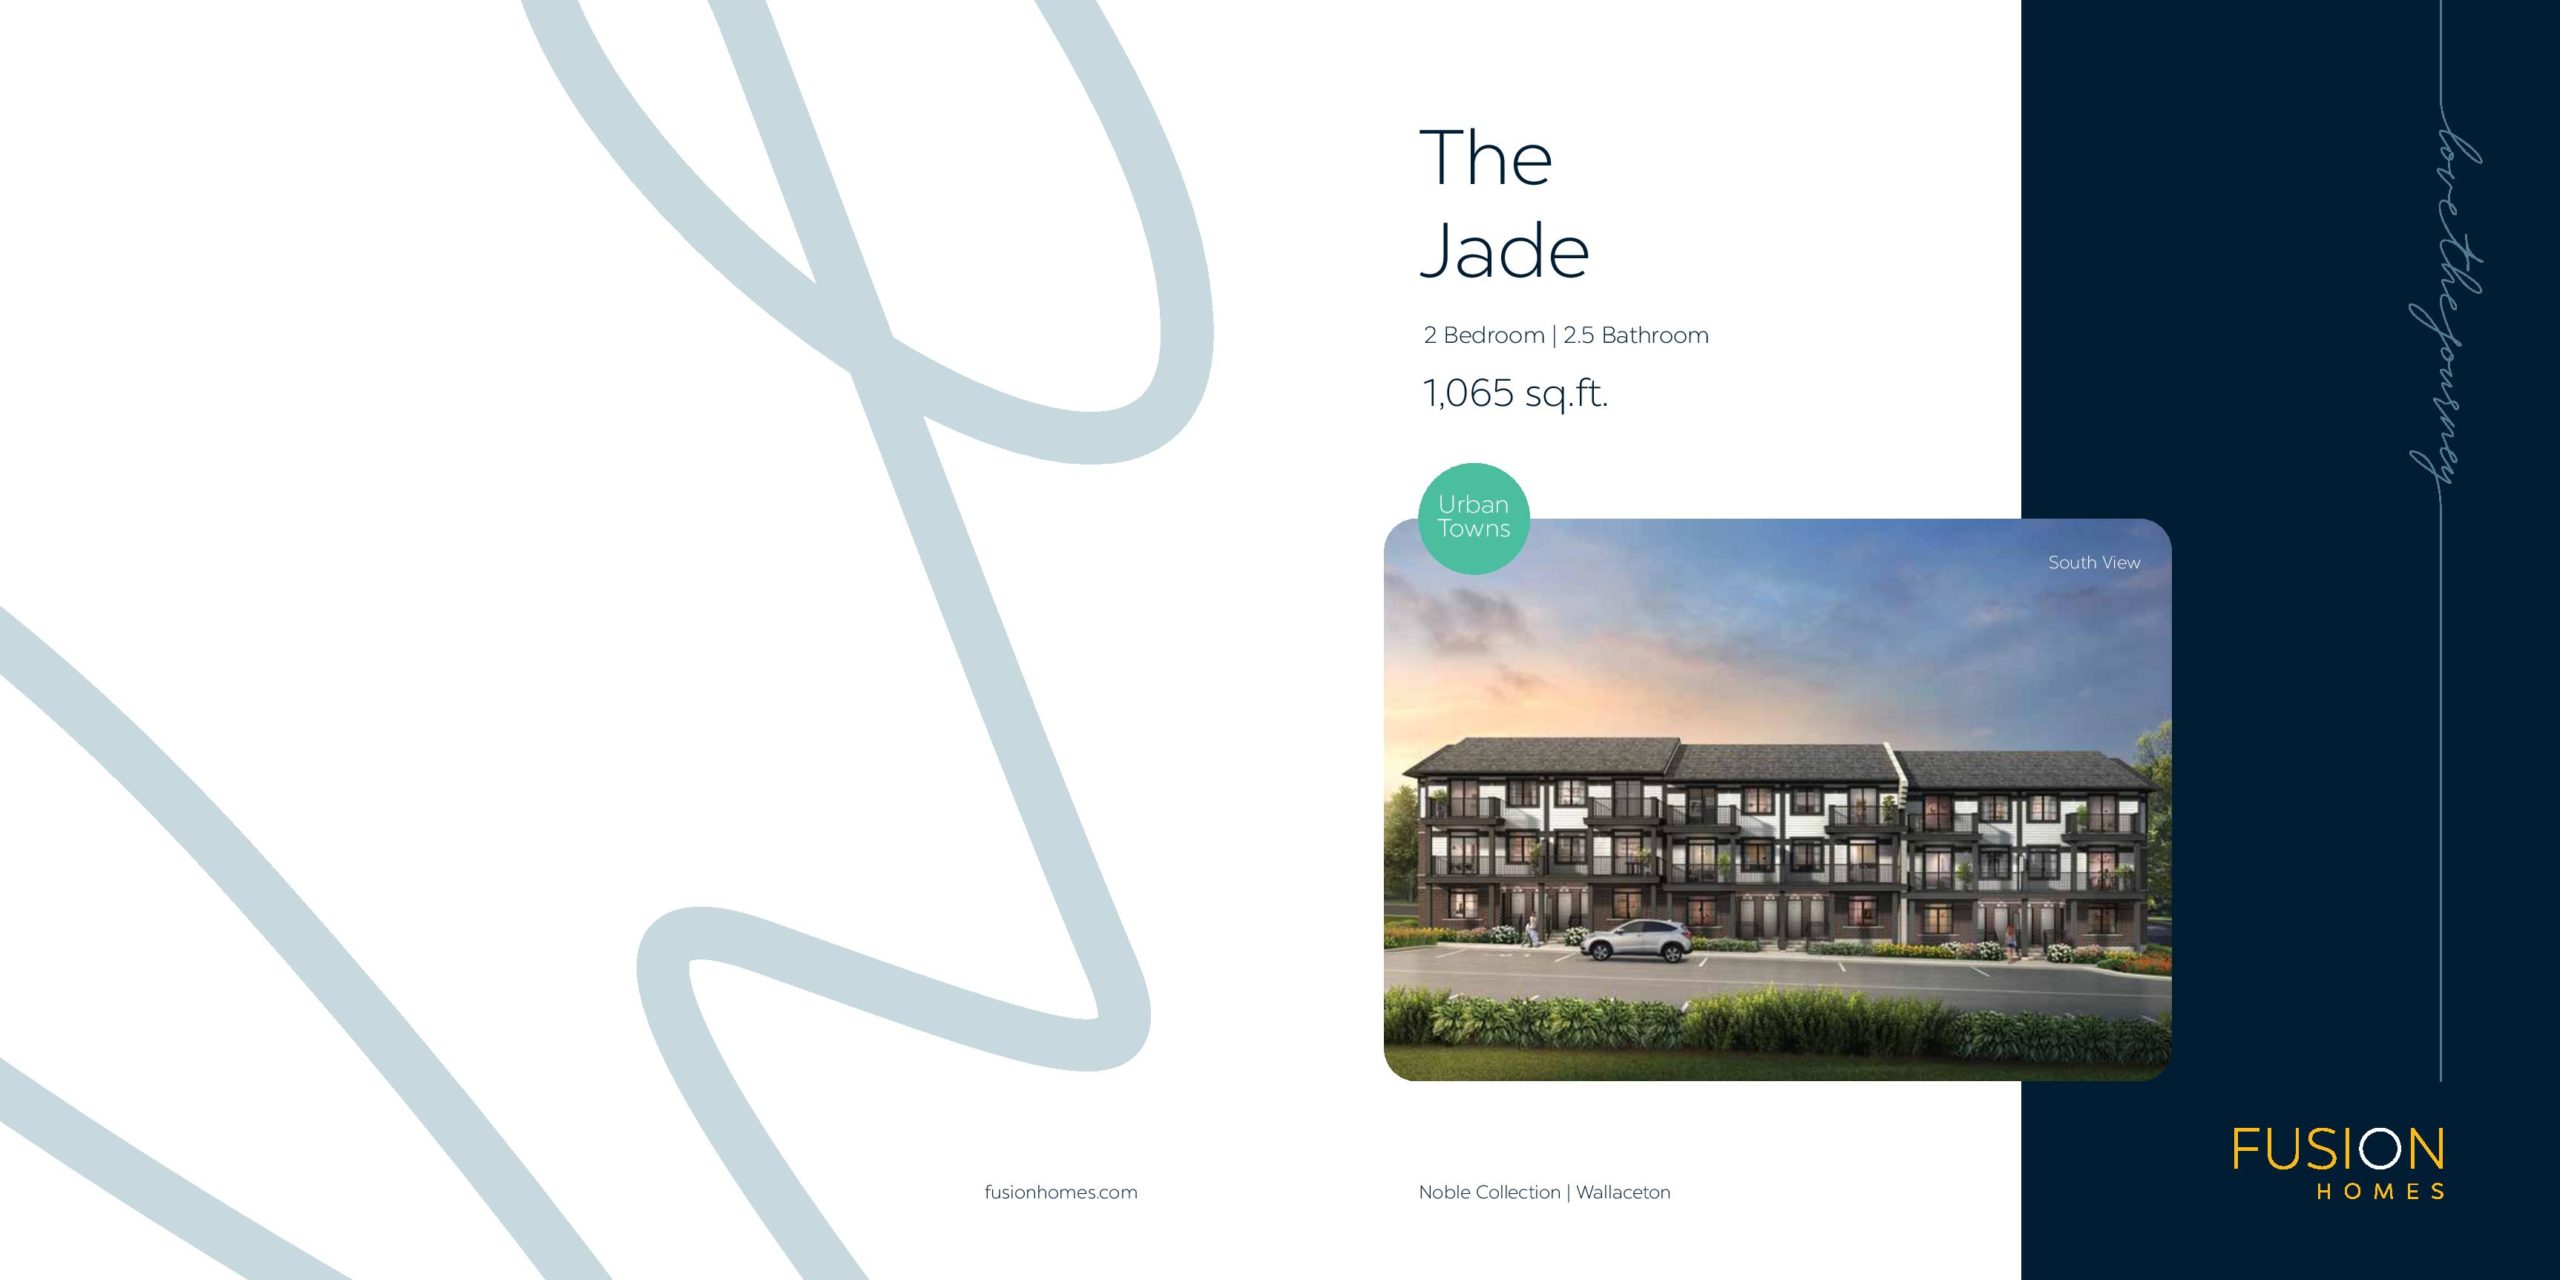 The
Jade
2 Bedroom | 2.5 Bathroom
1,065 sq.ft.
Urban
Towns
South View
love the journey
fusionhomes.com
Noble Collection | Wallaceton
FUSION
HOMES